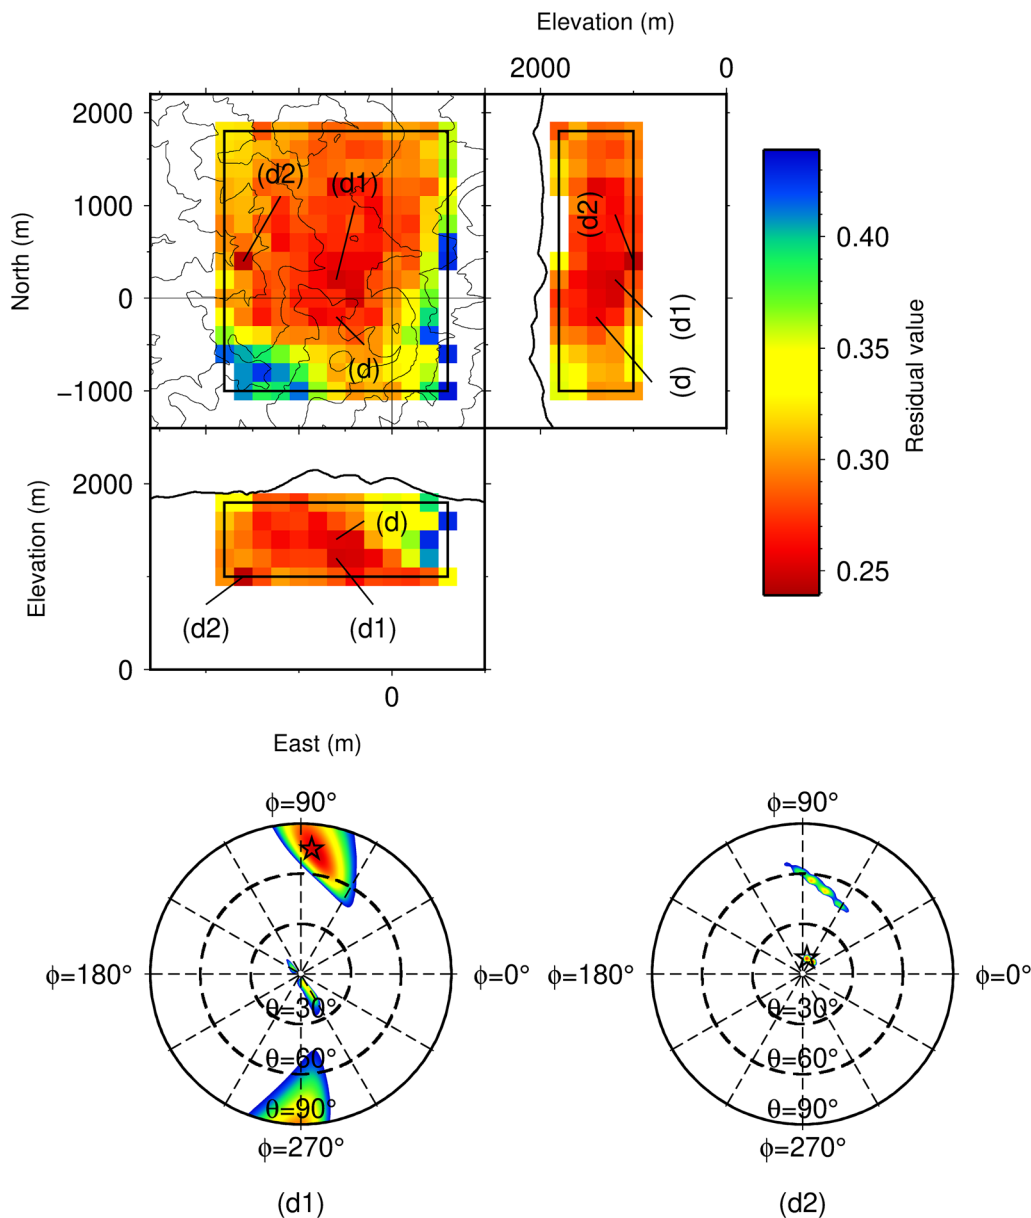 Elevation (m)
2000 0
2000
1000
0
−1000
North (m)
(d2)
(d1)
(d)
(d2)
(d1)
(d)
0.40
0.35
0.30
0.25
Residual value
2000
0
Elevation (m)
(d)
(d2)
(d1)
0
East (m)
ϕ=90°
ϕ=180°
ϕ=0°
θ=30°
θ=60°
θ=90°
ϕ=270°
(d1)
ϕ=90°
ϕ=180°
ϕ=0°
θ=30°
θ=60°
θ=90°
ϕ=270°
(d2)